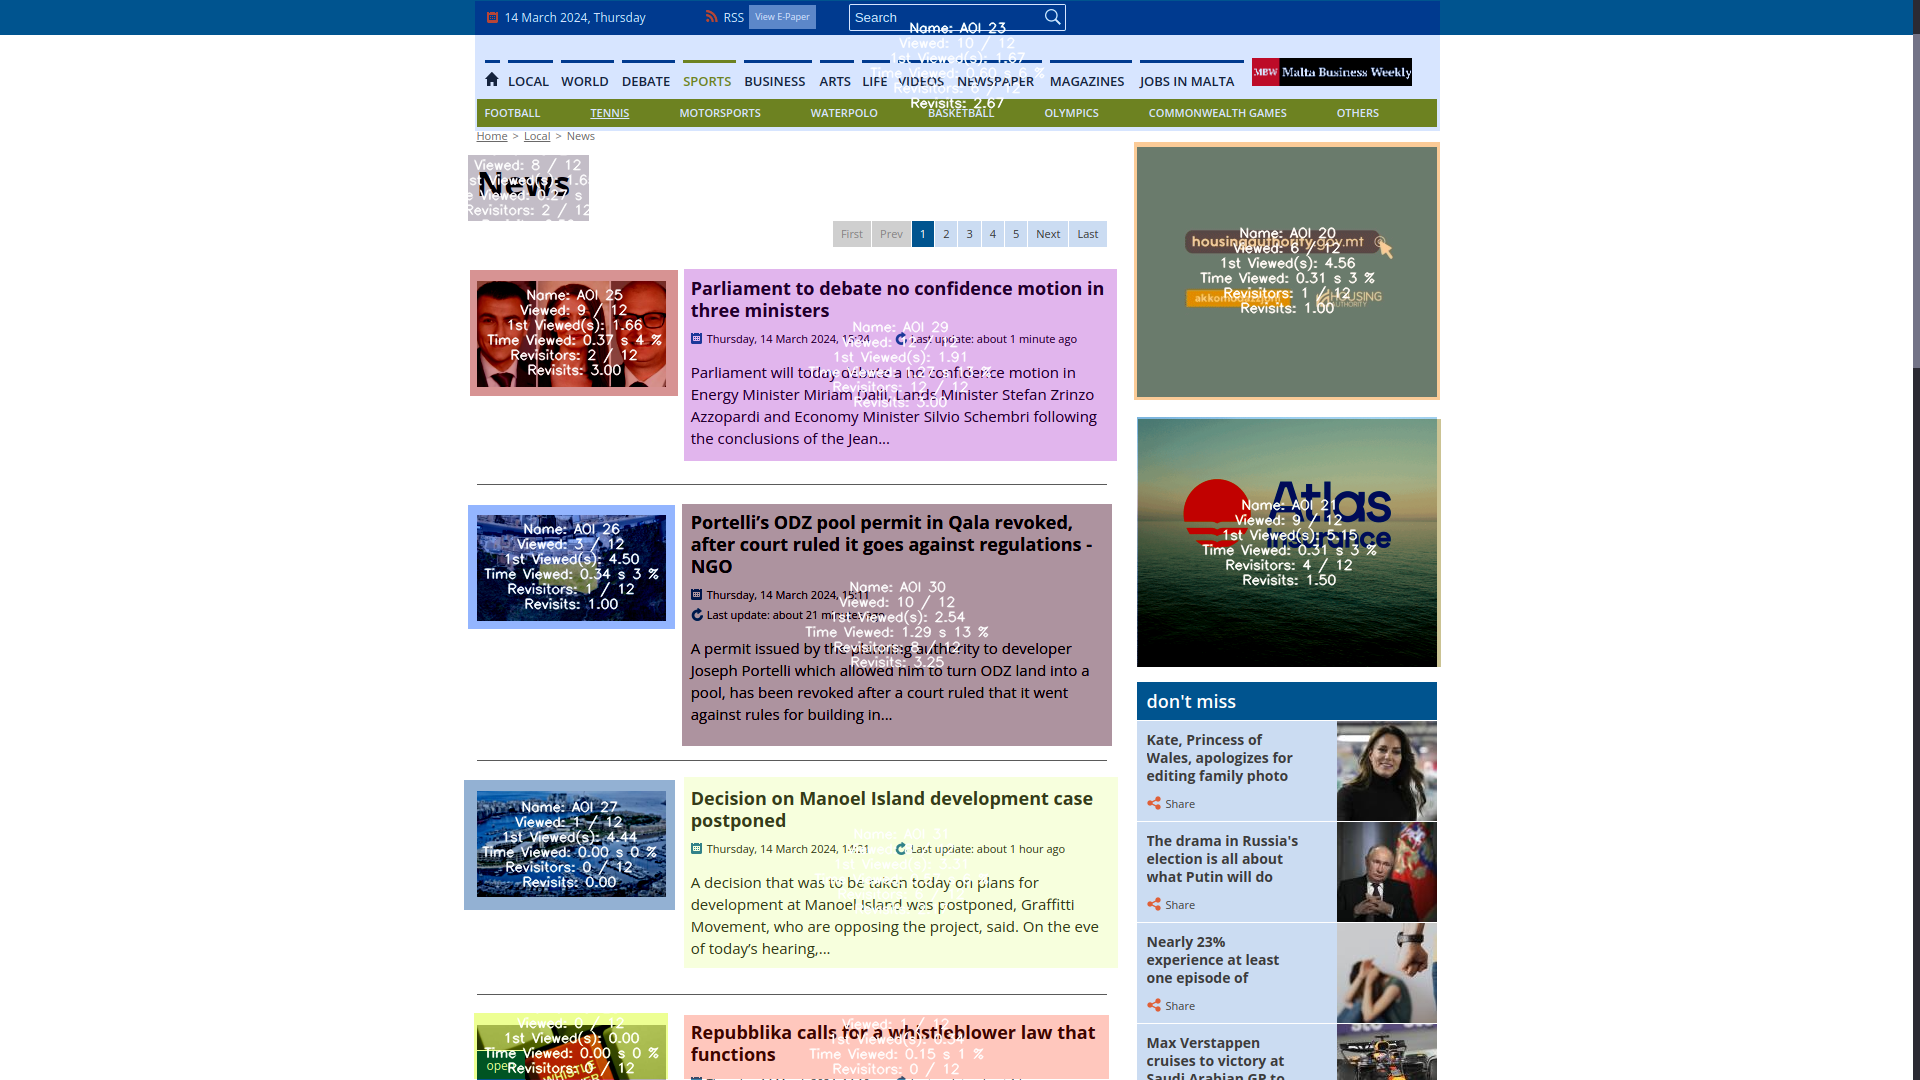 14 March 2024, Thursday
RSS
View E-Paper
Search
Name: AOI 23
Viewed: 10 / 12
1st Viewed(s): 1.67
Time Viewed: 0.60 s 6 %
Revisitors: 6 / 12
Revisits: 2.67
LOCAL WORLD DEBATE SPORTS BUSINESS ARTS LIFE VIDEOS NEWSPAPER MAGAZINES JOBS IN MALTA
MBW Malta Business Weekly
FOOTBALL TENNIS MOTORSPORTS WATERPOLO BASKETBALL OLYMPICS COMMONWEALTH GAMES OTHERS
Home > Local > News
News
Viewed: 8 / 12
Revisitors: 2 / 12
First Prev 1 2 3 4 5 Next Last
Name: AOI 25
Viewed: 9 / 12
1st Viewed(s): 1.66
Time Viewed: 0.37 s 4 %
Revisitors: 2 / 12
Revisits: 3.00
Parliament to debate no confidence motion in
three ministers
Thursday, 14 March 2024, 15:24
Last update: about 1 minute ago
Parliament will today debate a no confidence motion in
Energy Minister Miriam Dalli, Lands Minister Stefan Zrinzo
Azzopardi and Economy Minister Silvio Schembri following
the conclusions of the Jean...
Name: AOI 29
Viewed: 12 / 12
1st Viewed(s): 1.91
Revisitors: 12 / 12
Revisits: 3.00
Name: AOI 26
Viewed: 3 / 12
1st Viewed(s): 4.50
Time Viewed: 0.34 s 3 %
Revisitors: 1 / 12
Revisits: 1.00
Portelli’s ODZ pool permit in Qala revoked,
after court ruled it goes against regulations -
NGO
Thursday, 14 March 2024, 15:11
Last update: about 21 minutes ago
A permit issued by the planning authority to developer
Joseph Portelli which allowed him to turn ODZ land into a
pool, has been revoked after a court ruled that it went
against rules for building in...
Name: AOI 30
Viewed: 10 / 12
1st Viewed(s): 2.54
Time Viewed: 1.29 s 13 %
Revisitors: 8 / 12
Revisits: 3.25
Name: AOI 27
Viewed: 1 / 12
1st Viewed(s): 4.44
Time Viewed: 0.00 s 0 %
Revisitors: 0 / 12
Revisits: 0.00
Decision on Manoel Island development case
postponed
Thursday, 14 March 2024,
Last update: about 1 hour ago
A decision that was to be taken today on plans for
development at Manoel Island was postponed, Graffitti
Movement, who are opposing the project, said. On the eve
of today’s hearing,...
Viewed: 0 / 12
1st Viewed(s): 0.00
Time Viewed: 0.00 s 0 %
Revisitors: 0 / 12
Repubblika calls for a whistleblower law that
functions
Viewed: 1 / 12
Time Viewed: 0.15 s 1 %
Revisitors: 0 / 12
housingauthority.gov.mt
HOUSING
AUTHORITY
Name: AOI 20
Viewed: 6 / 12
1st Viewed(s): 4.56
Time Viewed: 0.31 s 3 %
Revisitors: 1 / 12
Revisits: 1.00
Atlas
Insurance
Name: AOI 21
Viewed: 9 / 12
1st Viewed(s): 5.15
Time Viewed: 0.31 s 3 %
Revisitors: 4 / 12
Revisits: 1.50
don't miss
Kate, Princess of
Wales, apologizes for
editing family photo
Share
The drama in Russia's
election is all about
what Putin will do
Share
Nearly 23%
experience at least
one episode of
Share
Max Verstappen
cruises to victory at
Saudi Arabian GP to